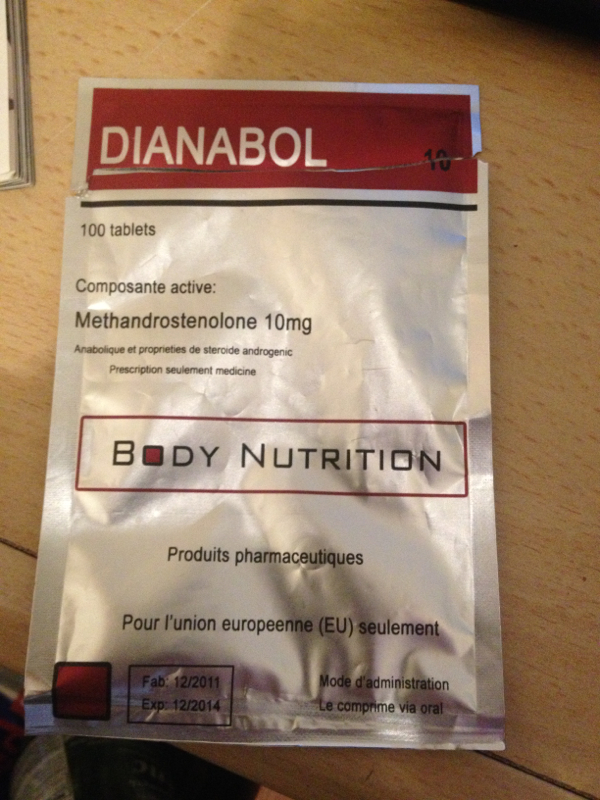 DIANABOL
10
100 tablets
Composante active:
Methandrostenolone 10mg
Anabolique et proprieties de steroide androgenic
Prescription seulement medicine
BODY NUTRITION
Produits pharmaceutiques
Pour l'union europeenne (EU) seulement
Fab: 12/2011
Exp: 12/2014
Mode d'administration
Le comprime via oral